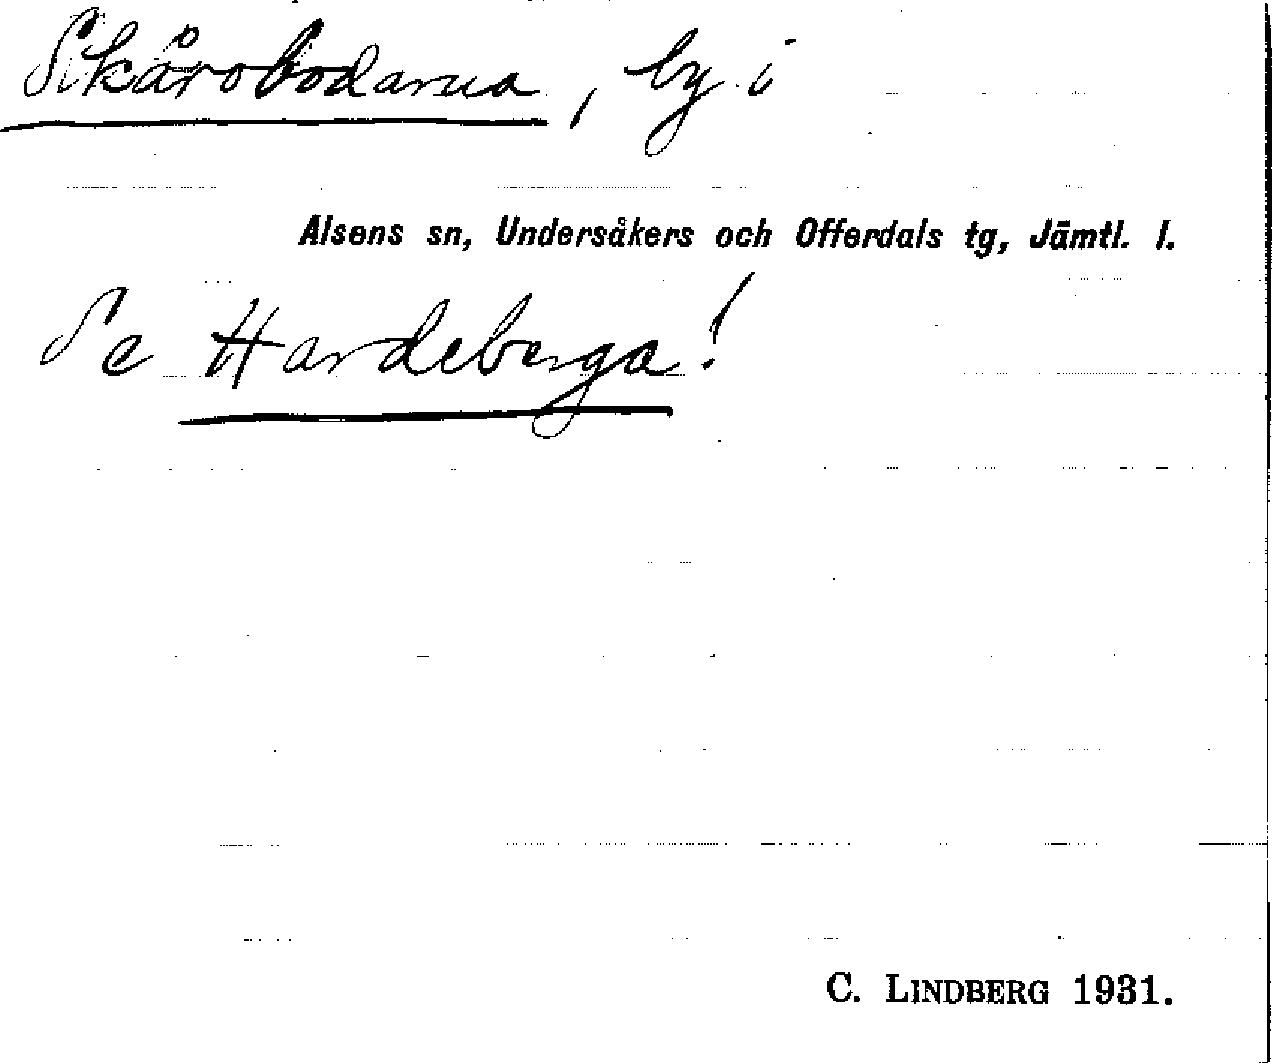 Skårobodarna, by i
Alsens sn, Undersåkers och Offerdals tg, Jämtl. l.
Se Hardeberga!
C. LINDBERG 1931.